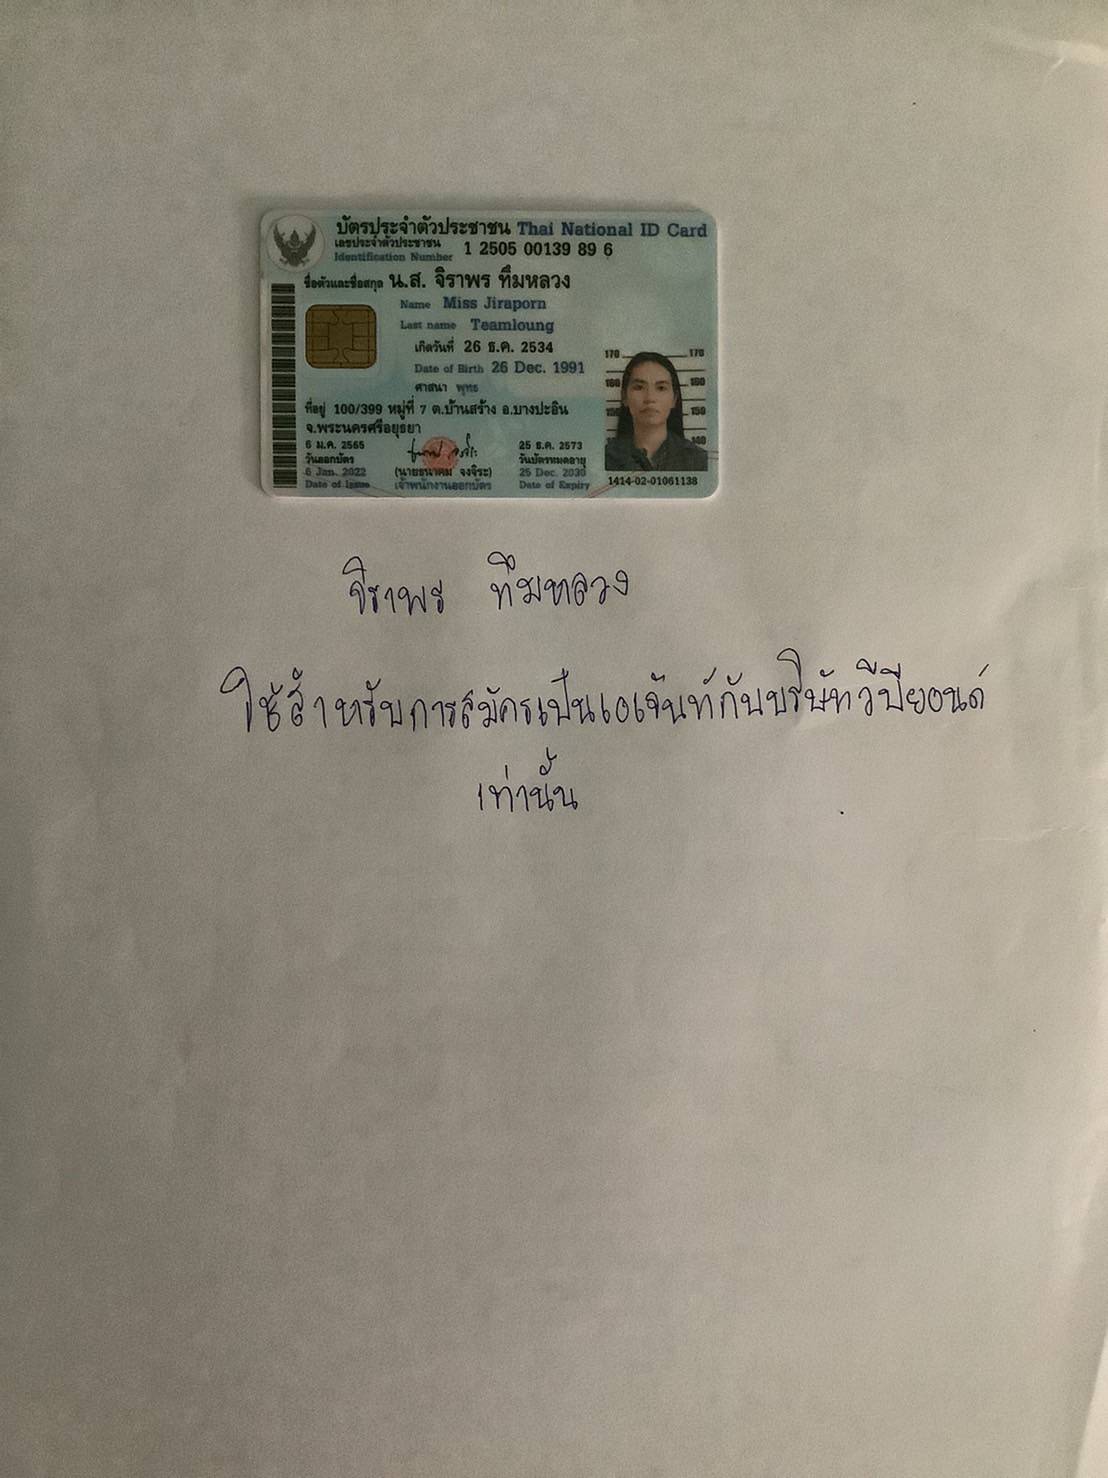 บัตรประจำตัวประชาชน Thai National ID Card
เลขประจำตัวประชาชน 1 2505 00139 89 6
Identification Number
ชื่อตัวและชื่อสกุล น.ส. จิราพร ทึมหลวง
Name Miss Jiraporn
Last name Teamloung
เกิดวันที่ 26 ธ.ค. 2534
Date of Birth 26 Dec. 1991
ศาสนา พุทธ
ที่อยู่ 100/399 หมู่ที่ 7 ต.บ้านสร้าง อ.บางปะอิน
จ.พระนครศรีอยุธยา
6 ม.ค. 2565
วันออกบัตร
6 Jan. 2022
Date of Issue
(นายธนาคม จงจิระ)
เจ้าพนักงานออกบัตร
25 ธ.ค. 2573
วันบัตรหมดอายุ
25 Dec. 2030
Date of Expiry
170 170
160 160
150 150
140
1414-02-01061138
จิราพร ทึมหลวง
ใช้สำหรับการสมัครเป็นเอเจ้นท์กับบริษัทวีบียอนด์
เท่านั้น